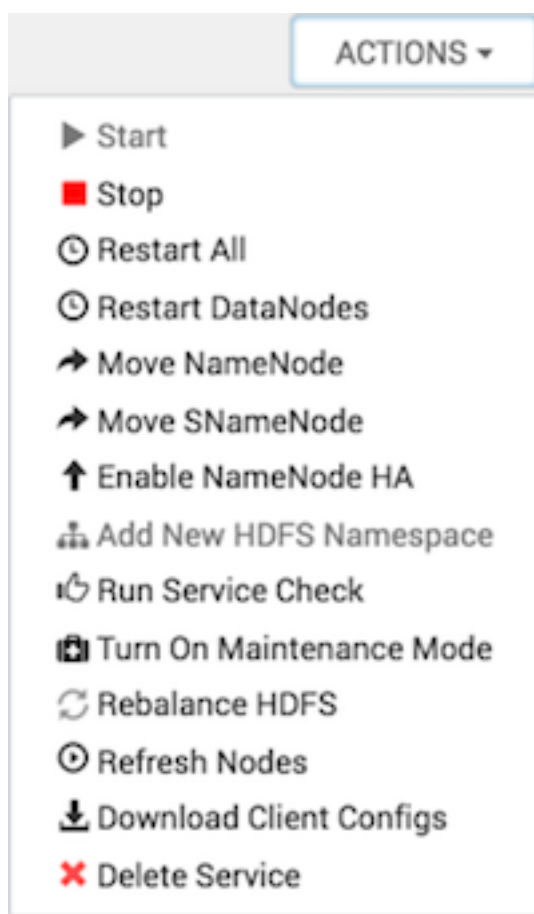 ACTIONS
Start
Stop
Restart All
Restart DataNodes
Move NameNode
Move SNameNode
Enable NameNode HA
Add New HDFS Namespace
Run Service Check
Turn On Maintenance Mode
Rebalance HDFS
Refresh Nodes
Download Client Configs
Delete Service